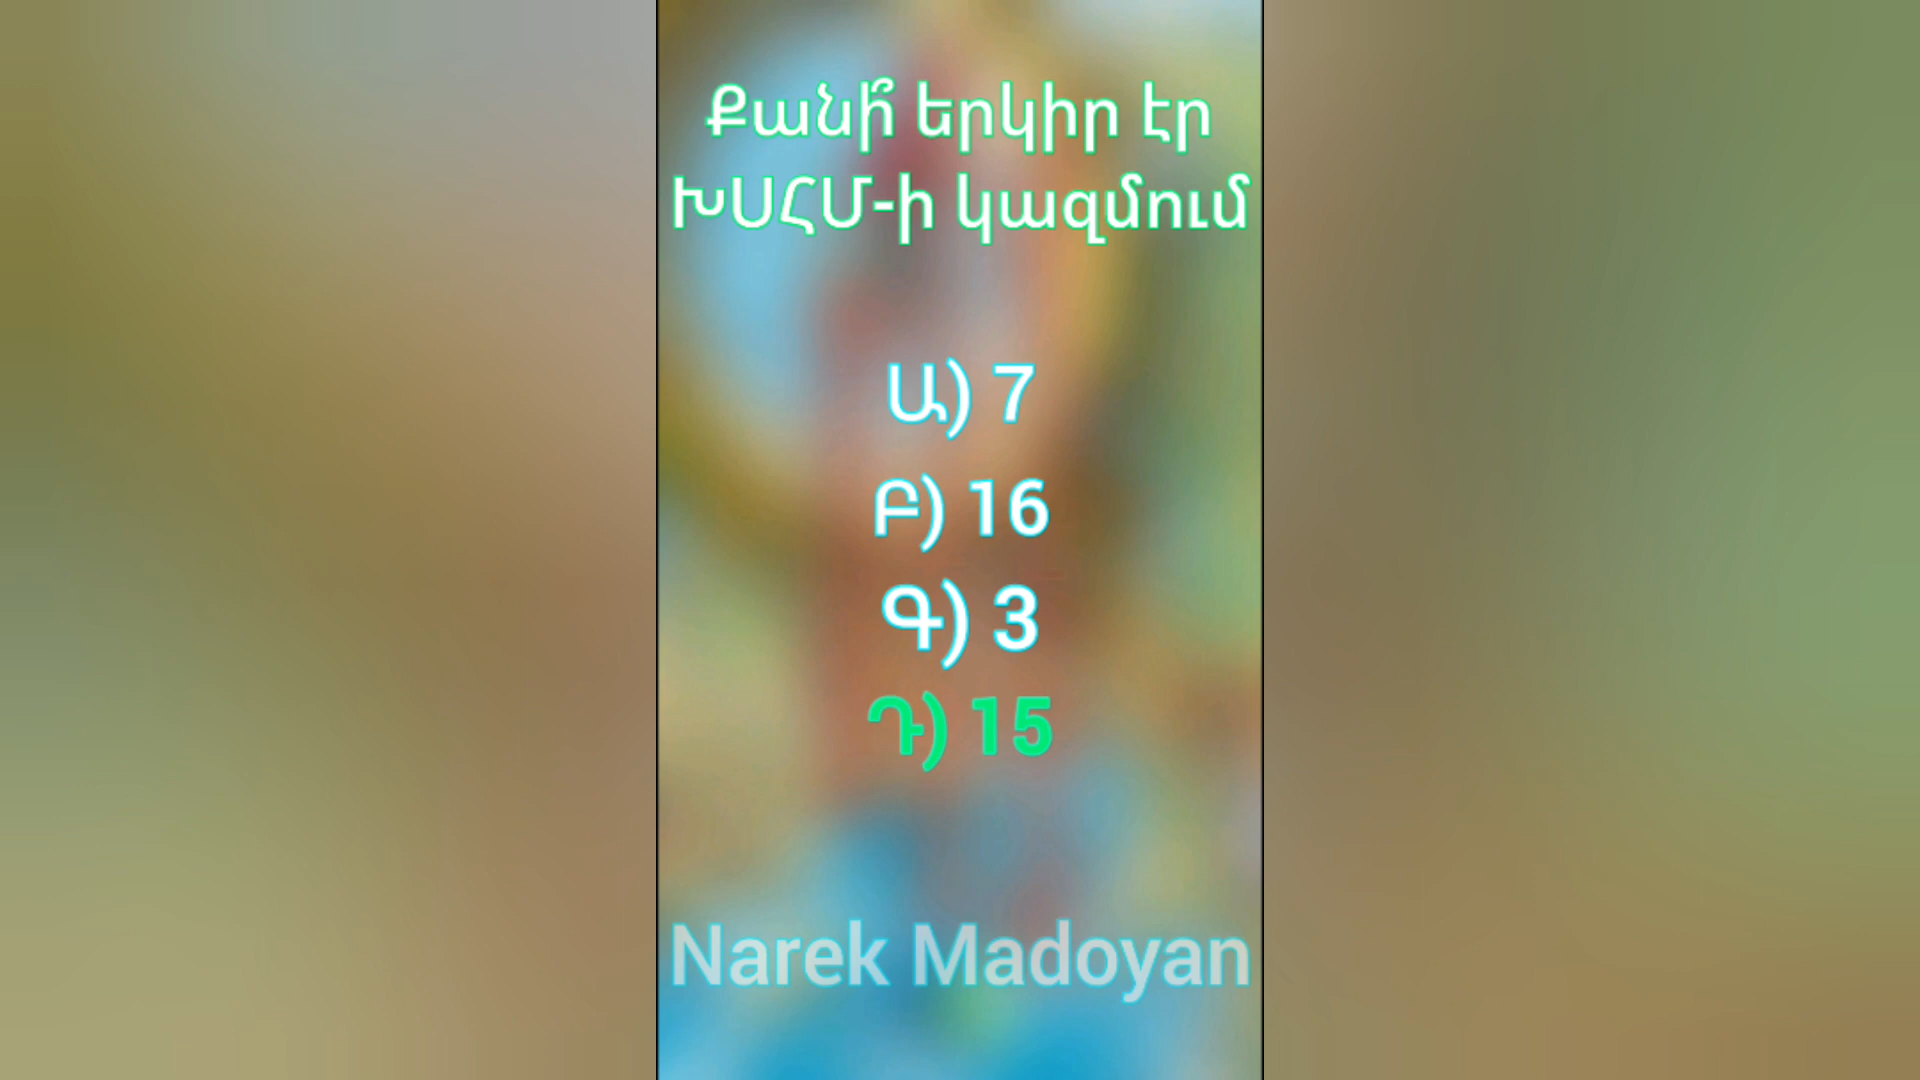 Քանի՞ երկիր էր
ԽՍՀՄ-ի կազմում
Ա) 7
Բ) 16
Գ) 3
Դ) 15
Narek Madoyan